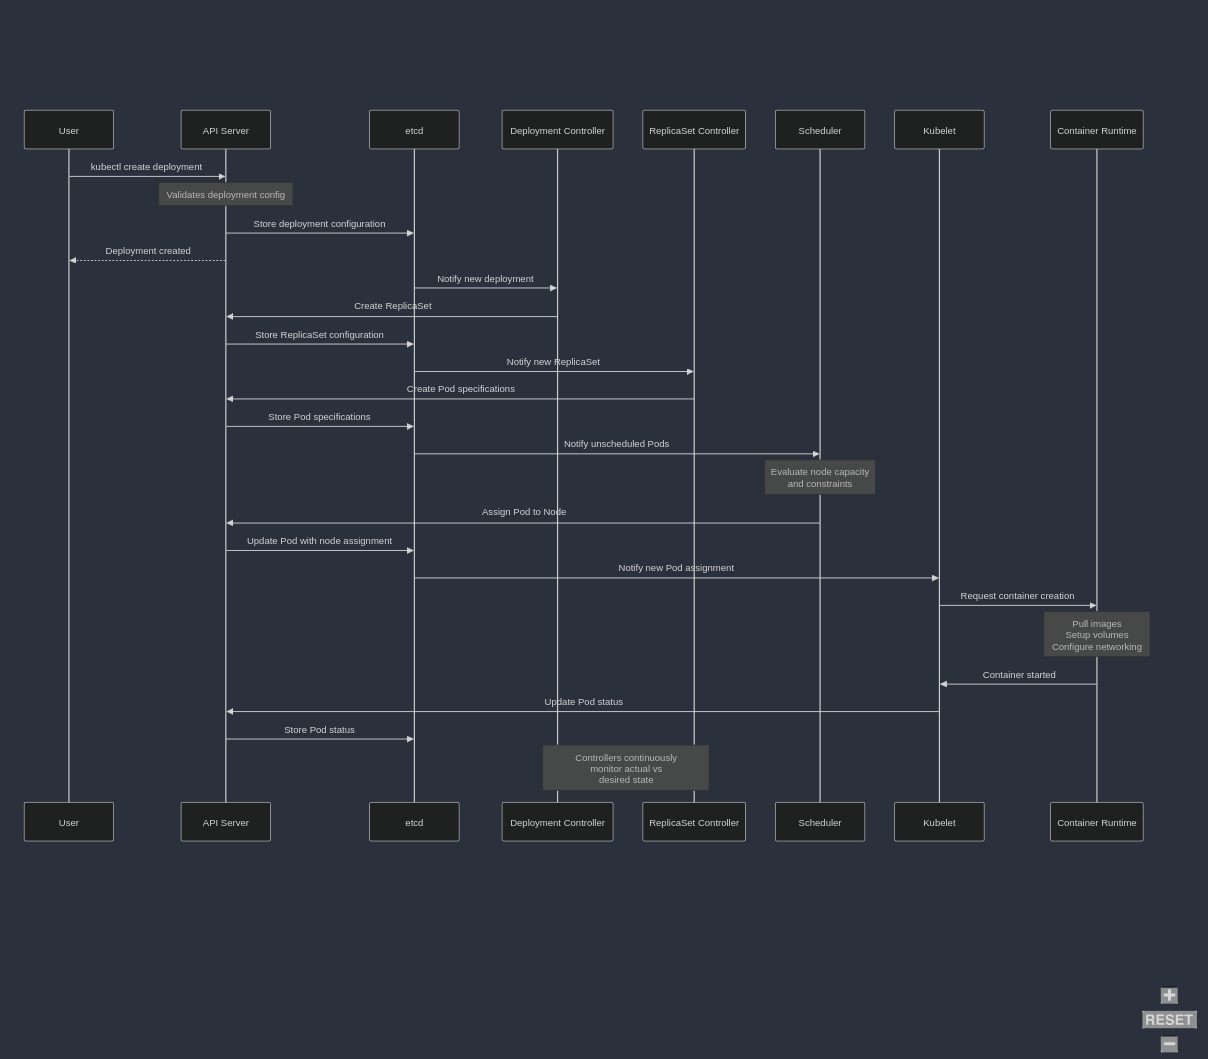 User
API Server
etcd
Deployment Controller
ReplicaSet Controller
Scheduler
Kubelet
Container Runtime
kubectl create deployment
Validates deployment config
Store deployment configuration
Deployment created
Notify new deployment
Create ReplicaSet
Store ReplicaSet configuration
Notify new ReplicaSet
Create Pod specifications
Store Pod specifications
Notify unscheduled Pods
Evaluate node capacity
and constraints
Assign Pod to Node
Update Pod with node assignment
Notify new Pod assignment
Request container creation
Pull images
Setup volumes
Configure networking
Container started
Update Pod status
Store Pod status
Controllers continuously
monitor actual vs
desired state
User
API Server
etcd
Deployment Controller
ReplicaSet Controller
Scheduler
Kubelet
Container Runtime
RESET